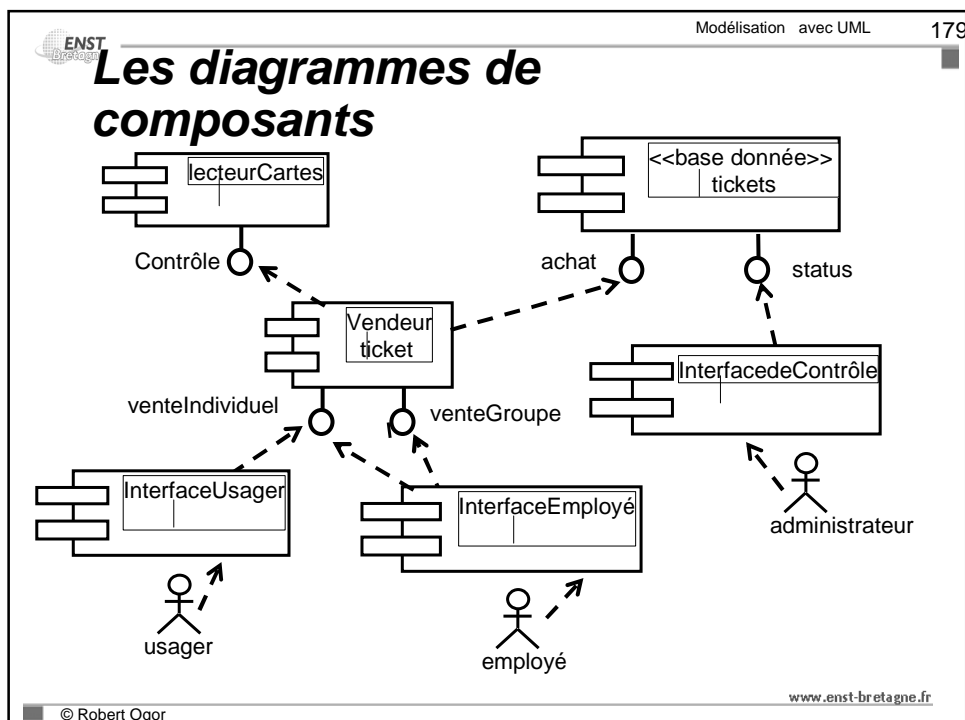 Modélisation avec UML
179
ENST
Bretagne
Les diagrammes de
composants
lecteurCartes
<<base donnée>>
tickets
Contrôle
achat
status
Vendeur
ticket
InterfacedeContrôle
venteIndividuel
venteGroupe
InterfaceUsager
InterfaceEmployé
administrateur
usager
employé
www.enst-bretagne.fr
© Robert Ogor